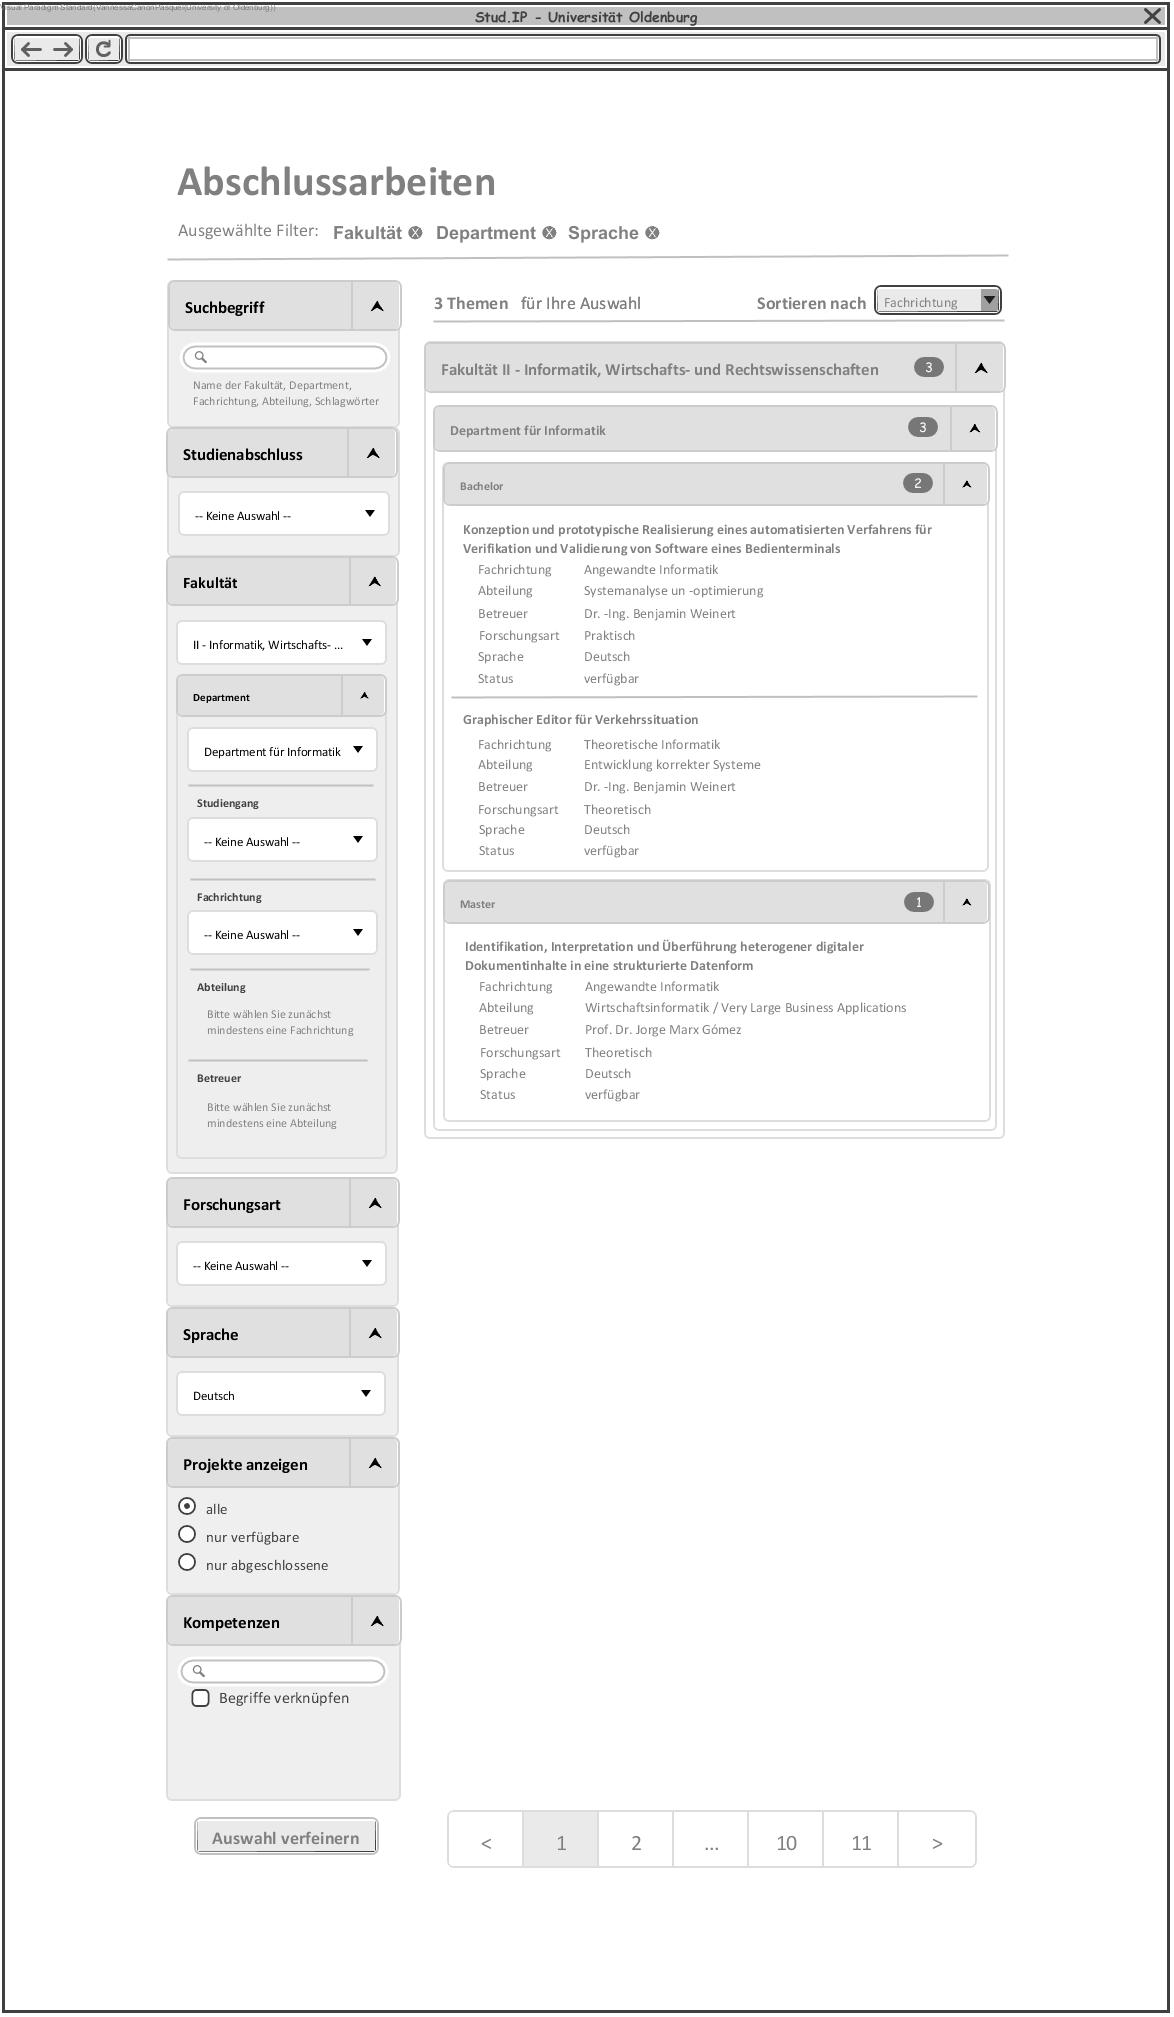 Visual Paradigm Standard(VannessaCanonPasquel(University of Oldenburg))
Stud.IP - Universität Oldenburg
Abschlussarbeiten
Ausgewählte Filter: Fakultät X Department X Sprache X
Suchbegriff
Name der Fakultät, Department,
Fachrichtung, Abteilung, Schlagwörter
Studienabschluss
-- Keine Auswahl --
Fakultät
II - Informatik, Wirtschafts- ...
Department
Department für Informatik
Studiengang
-- Keine Auswahl --
Fachrichtung
-- Keine Auswahl --
Abteilung
Bitte wählen Sie zunächst
mindestens eine Fachrichtung
Betreuer
Bitte wählen Sie zunächst
mindestens eine Abteilung
Forschungsart
-- Keine Auswahl --
Sprache
Deutsch
Projekte anzeigen
alle
nur verfügbare
nur abgeschlossene
Kompetenzen
Begriffe verknüpfen
Auswahl verfeinern
3 Themen für Ihre Auswahl Sortieren nach Fachrichtung
Fakultät II - Informatik, Wirtschafts- und Rechtswissenschaften 3
Department für Informatik 3
Bachelor 2
Konzeption und prototypische Realisierung eines automatisierten Verfahrens für
Verifikation und Validierung von Software eines Bedienterminals
Fachrichtung Angewandte Informatik
Abteilung Systemanalyse un -optimierung
Betreuer Dr. -Ing. Benjamin Weinert
Forschungsart Praktisch
Sprache Deutsch
Status verfügbar
Graphischer Editor für Verkehrssituation
Fachrichtung Theoretische Informatik
Abteilung Entwicklung korrekter Systeme
Betreuer Dr. -Ing. Benjamin Weinert
Forschungsart Theoretisch
Sprache Deutsch
Status verfügbar
Master 1
Identifikation, Interpretation und Überführung heterogener digitaler
Dokumentinhalte in eine strukturierte Datenform
Fachrichtung Angewandte Informatik
Abteilung Wirtschaftsinformatik / Very Large Business Applications
Betreuer Prof. Dr. Jorge Marx Gómez
Forschungsart Theoretisch
Sprache Deutsch
Status verfügbar
< 1 2 ... 10 11 >